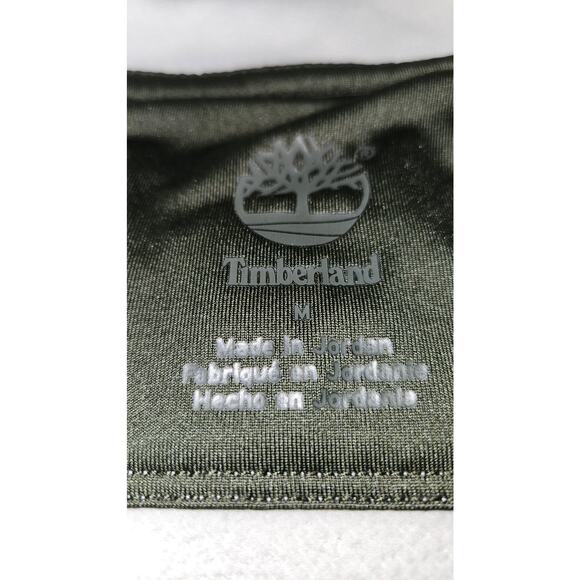 ®
Timberland
M
Made in Jordan
Fabriqué en Jordanie
Hecho en Jordania